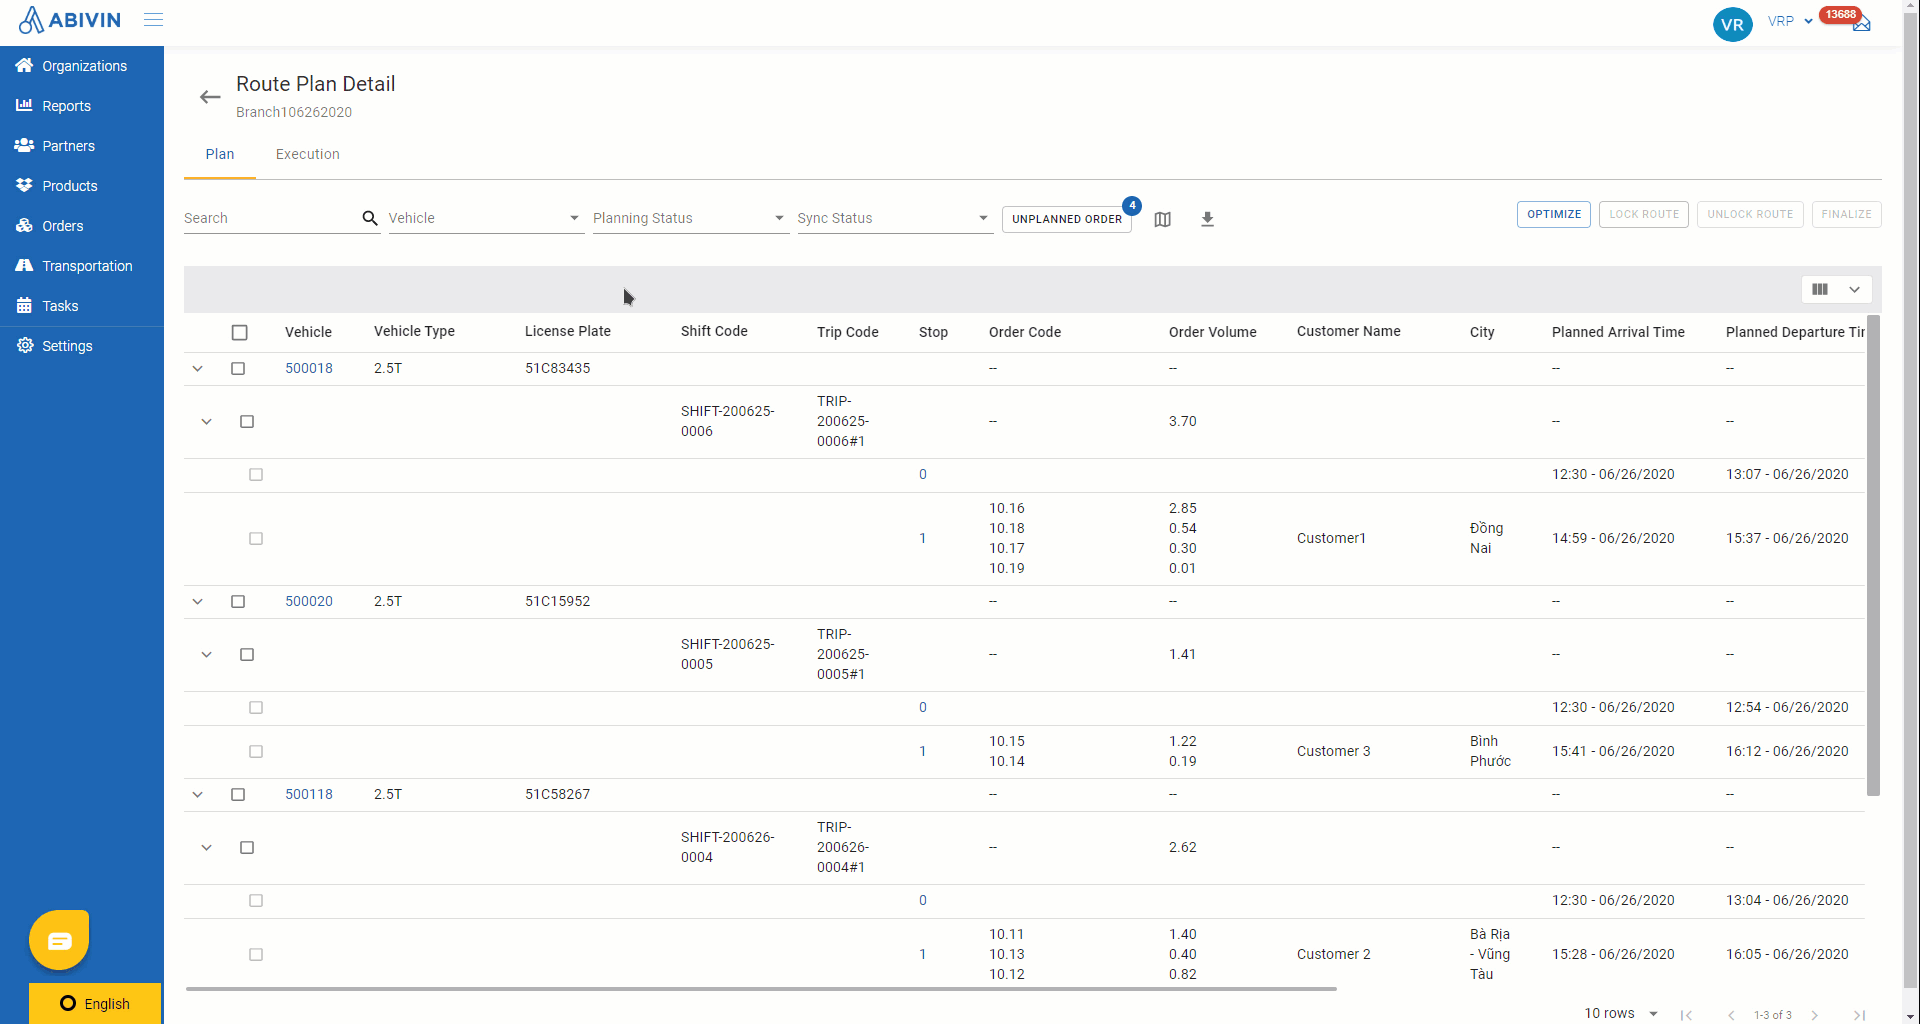 ABIVIN
VR
VRP
13688
Organizations
Reports
Partners
Products
Orders
Transportation
Tasks
Settings
Route Plan Detail
Branch106262020
Plan
Execution
Search
Vehicle
Planning Status
Sync Status
UNPLANNED ORDER
4
OPTIMIZE
LOCK ROUTE
UNLOCK ROUTE
FINALIZE
Vehicle Vehicle Type License Plate Shift Code Trip Code Stop Order Code Order Volume Customer Name City Planned Arrival Time Planned Departure Tir
500018 2.5T 51C83435 -- -- -- --
SHIFT-200625-
0006
TRIP-
200625-
0006#1
-- 3.70 -- --
0 12:30 - 06/26/2020 13:07 - 06/26/2020
1
10.16
10.18
10.17
10.19
2.85
0.54
0.30
0.01
Customer1
Đồng
Nai
14:59 - 06/26/2020 15:37 - 06/26/2020
500020 2.5T 51C15952 -- -- -- --
SHIFT-200625-
0005
TRIP-
200625-
0005#1
-- 1.41 -- --
0 12:30 - 06/26/2020 12:54 - 06/26/2020
1
10.15
10.14
1.22
0.19
Customer 3
Bình
Phước
15:41 - 06/26/2020 16:12 - 06/26/2020
500118 2.5T 51C58267 -- -- -- --
SHIFT-200626-
0004
TRIP-
200626-
0004#1
-- 2.62 -- --
0 12:30 - 06/26/2020 13:04 - 06/26/2020
1
10.11
10.13
10.12
1.40
0.40
0.82
Customer 2
Bà Rịa
- Vũng
Tàu
15:28 - 06/26/2020 16:05 - 06/26/2020
10 rows
1-3 of 3
English